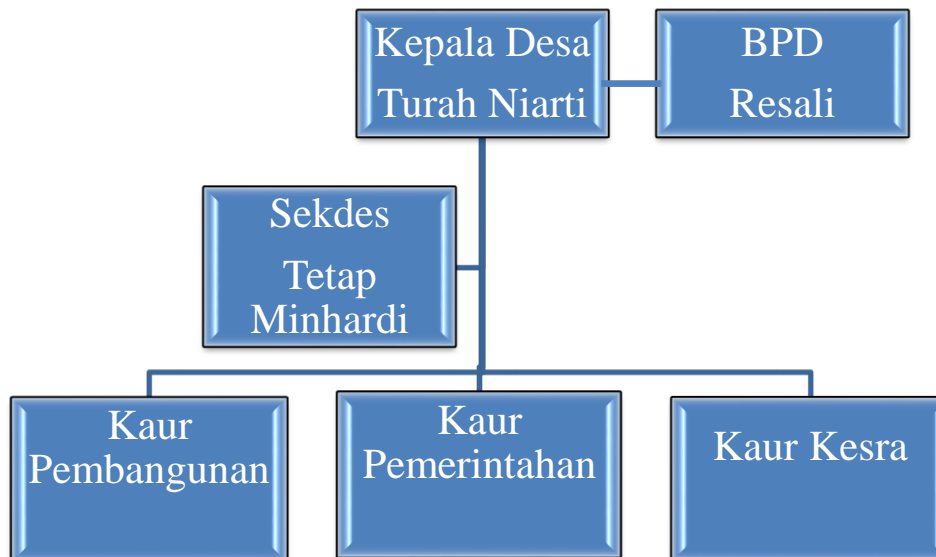 Kepala Desa
Turah Niarti
BPD
Resali
Sekdes
Tetap
Minhardi
Kaur
Pembangunan
Kaur
Pemerintahan
Kaur Kesra